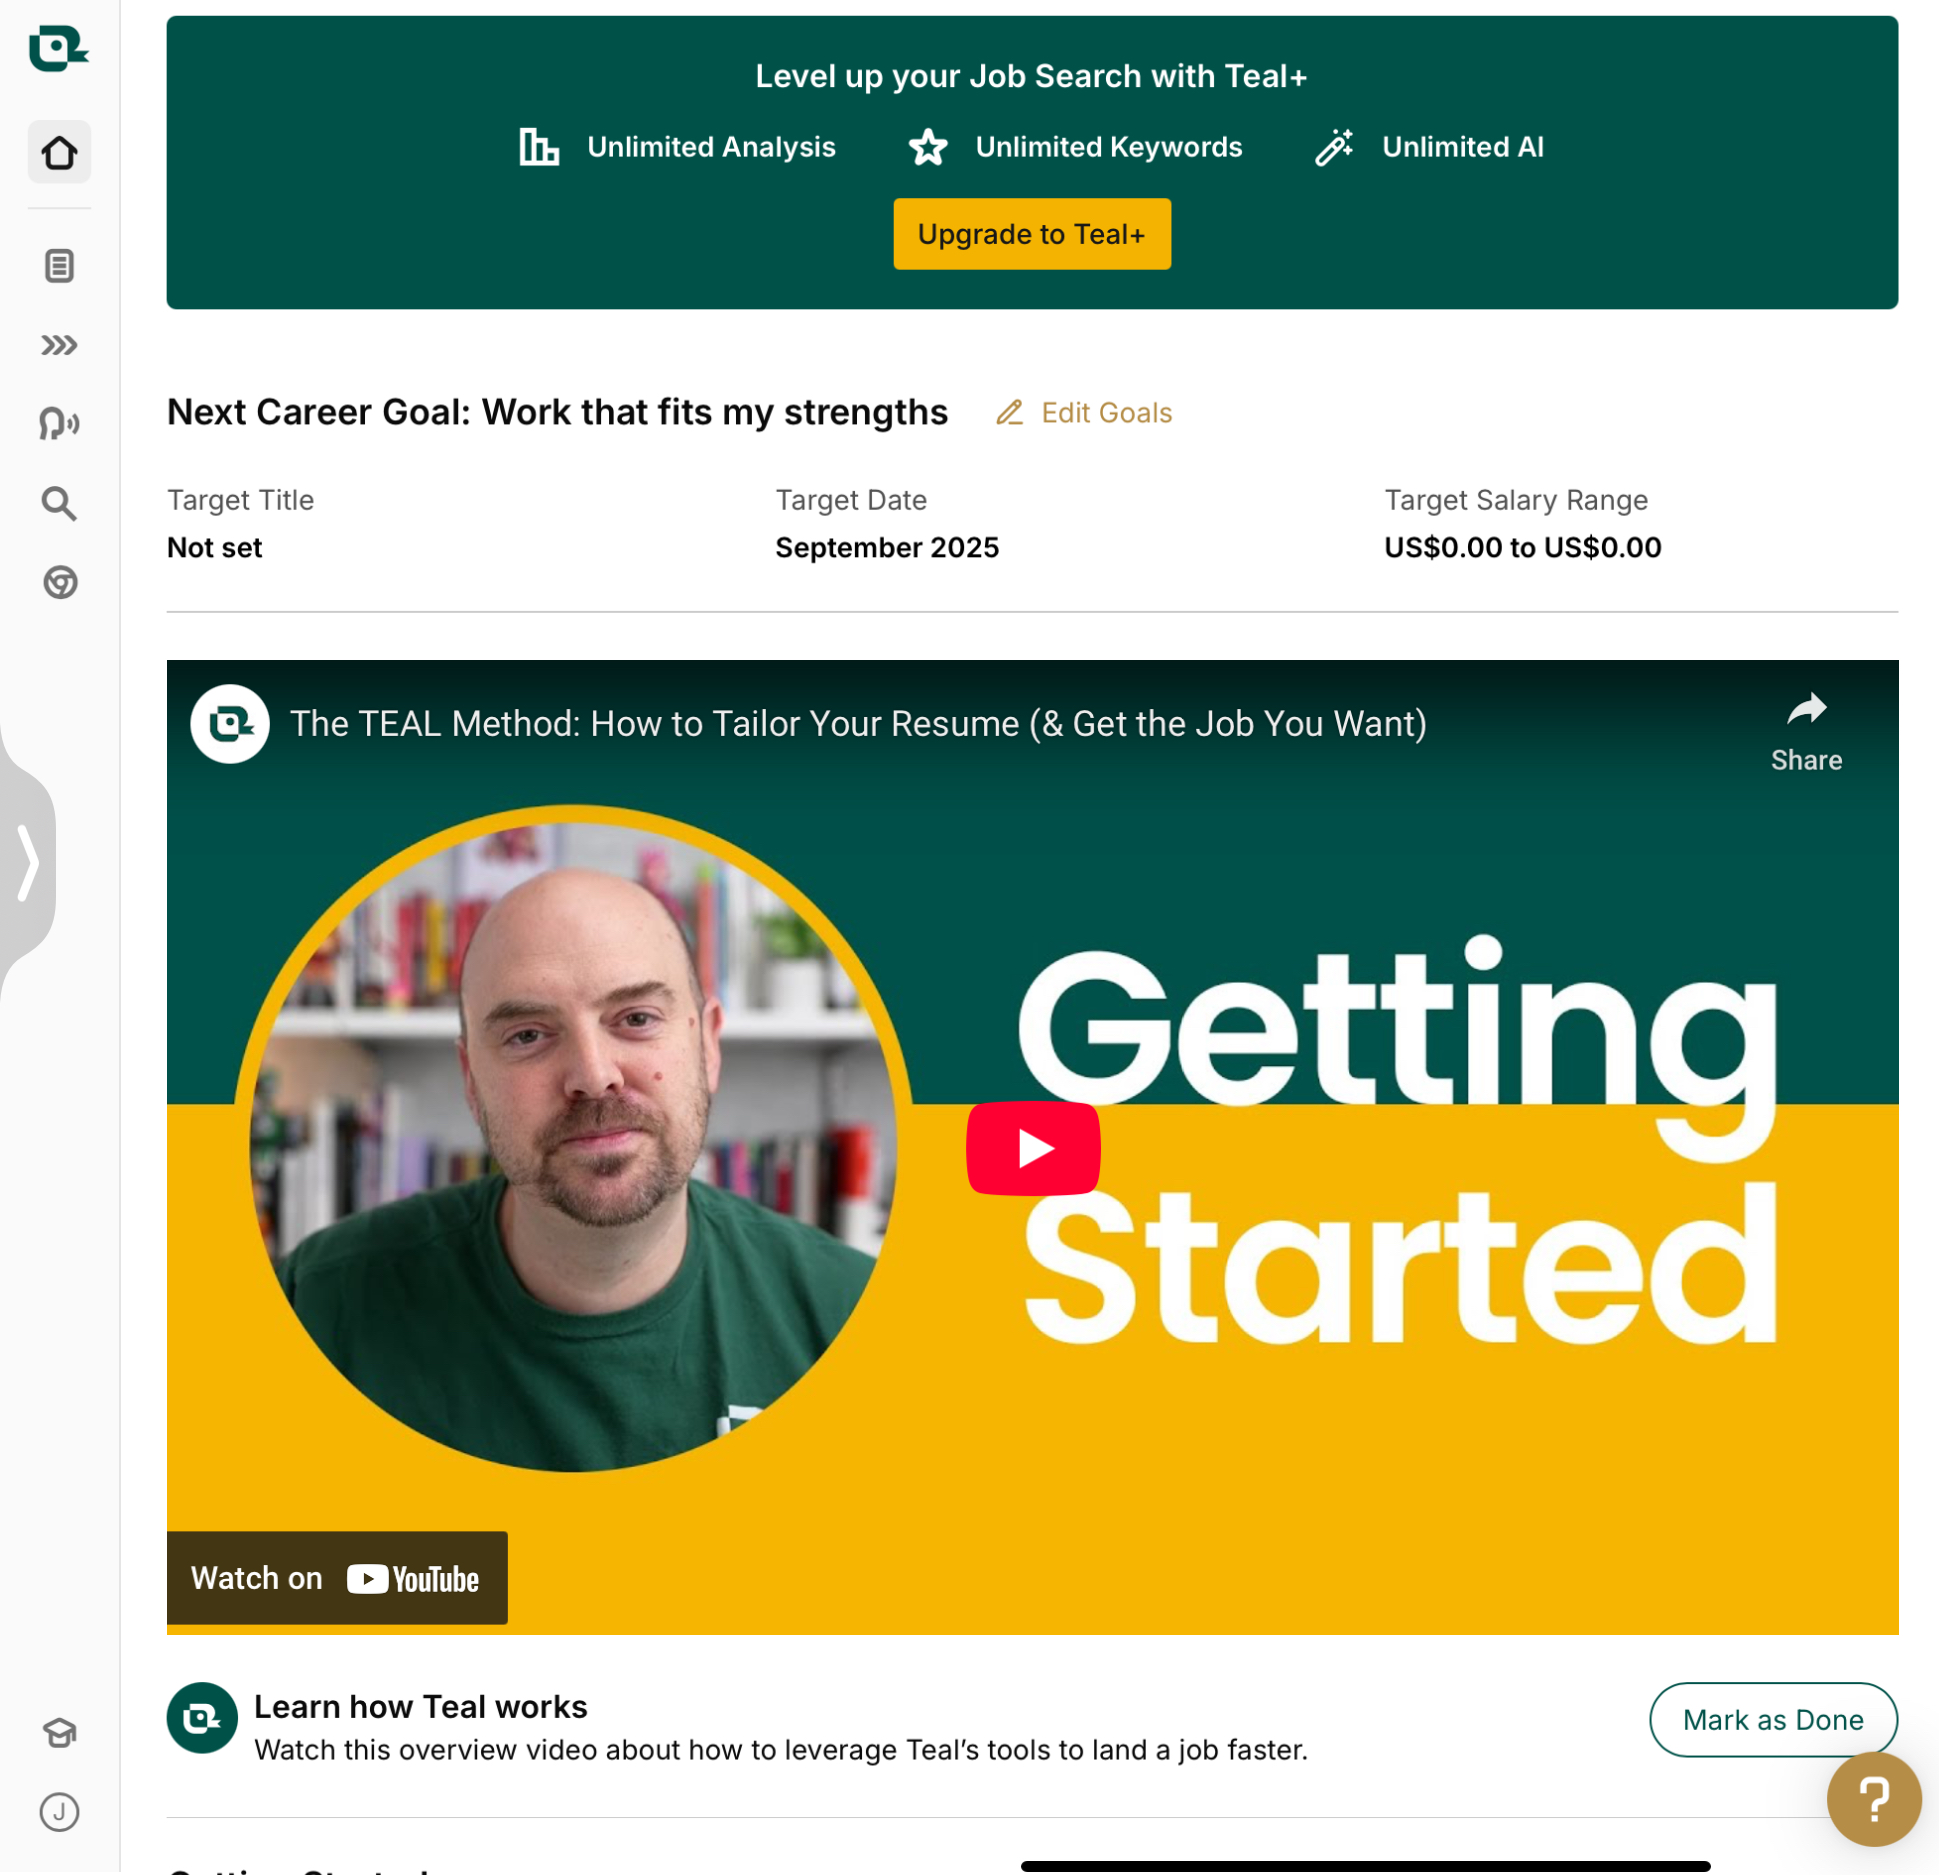 Level up your Job Search with Teal+
Unlimited Analysis
Unlimited Keywords
Unlimited AI
Upgrade to Teal+
Next Career Goal: Work that fits my strengths
Edit Goals
Target Title
Not set
Target Date
September 2025
Target Salary Range
US$0.00 to US$0.00
The TEAL Method: How to Tailor Your Resume (& Get the Job You Want)
Share
Getting
Started
Watch on YouTube
Learn how Teal works
Watch this overview video about how to leverage Teal’s tools to land a job faster.
Mark as Done
?
J